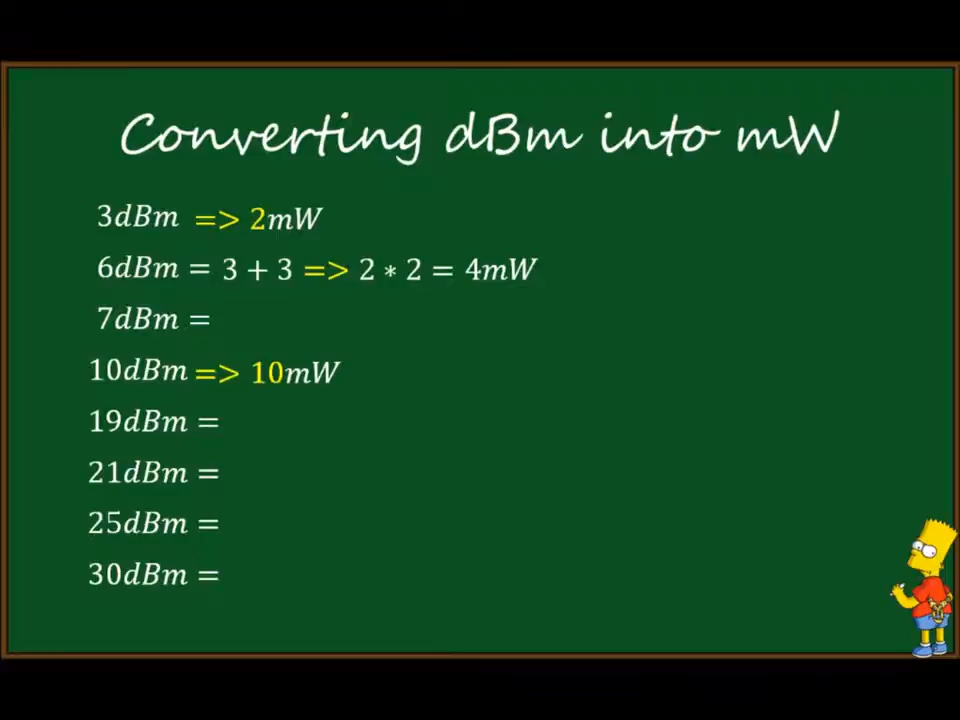 Converting dBm into mW
3dBm => 2mW
6dBm = 3 + 3 => 2 ∗ 2 = 4mW
7dBm =
10dBm => 10mW
19dBm =
21dBm =
25dBm =
30dBm =